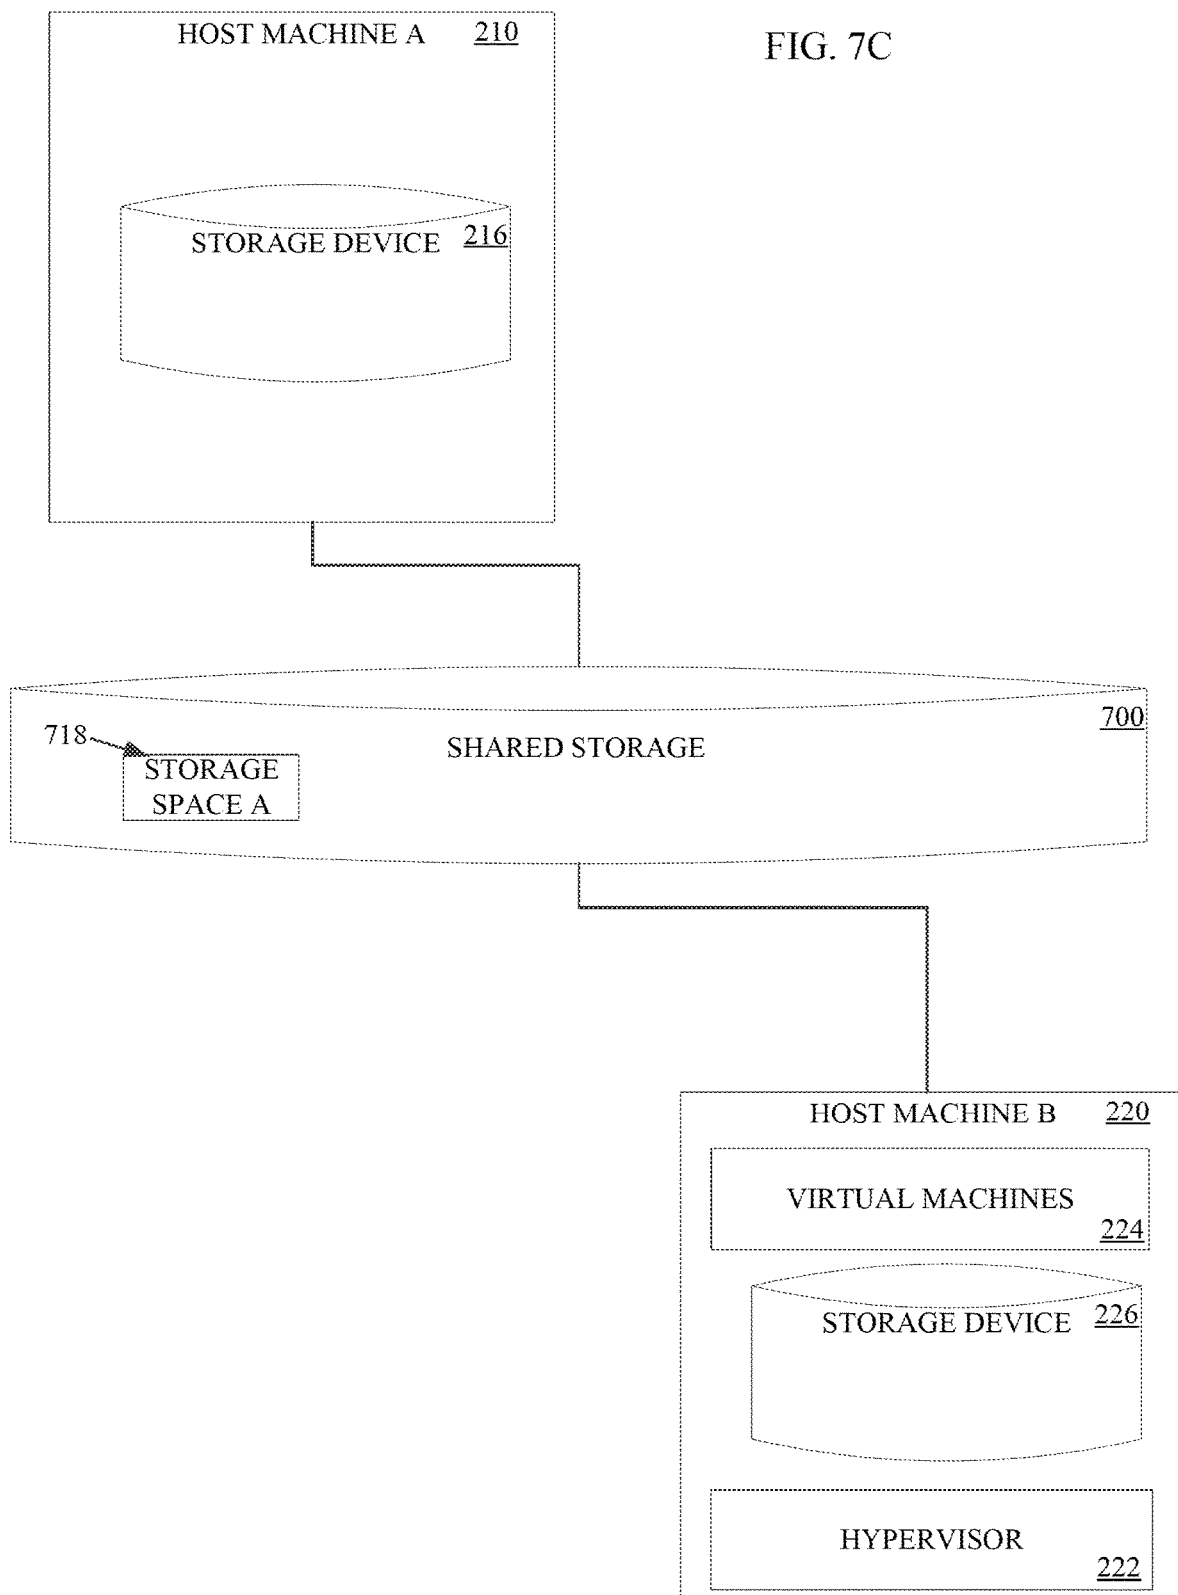 HOST MACHINE A 210
FIG. 7C
STORAGE DEVICE 216
700
718
SHARED STORAGE
STORAGE
SPACE A
HOST MACHINE B 220
VIRTUAL MACHINES
224
STORAGE DEVICE 226
HYPERVISOR
222